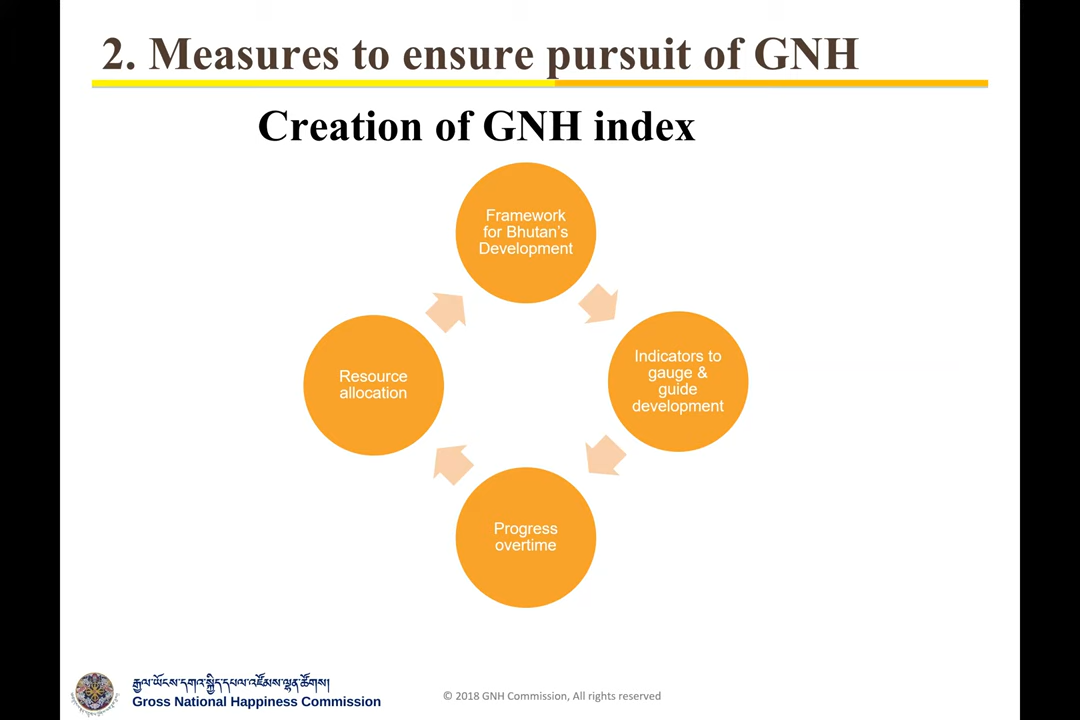 2. Measures to ensure pursuit of GNH
Creation of GNH index
Framework
for Bhutan's
Development
Indicators to
gauge &
guide
development
Progress
overtime
Resource
allocation
རྒྱལ་ཡོངས་དགའ་སྐྱིད་དཔལ་འཛོམས་ལྷན་ཚོགས།
Gross National Happiness Commission
© 2018 GNH Commission, All rights reserved